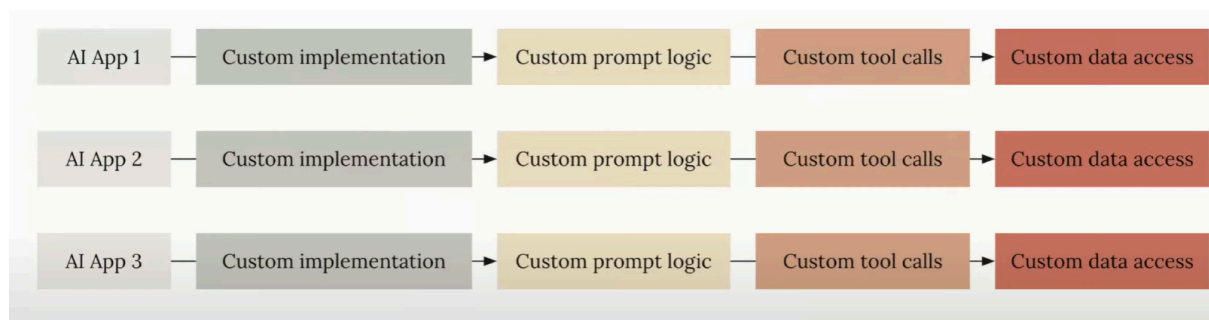 AI App 1 Custom implementation Custom prompt logic Custom tool calls Custom data access
AI App 2 Custom implementation Custom prompt logic Custom tool calls Custom data access
AI App 3 Custom implementation Custom prompt logic Custom tool calls Custom data access